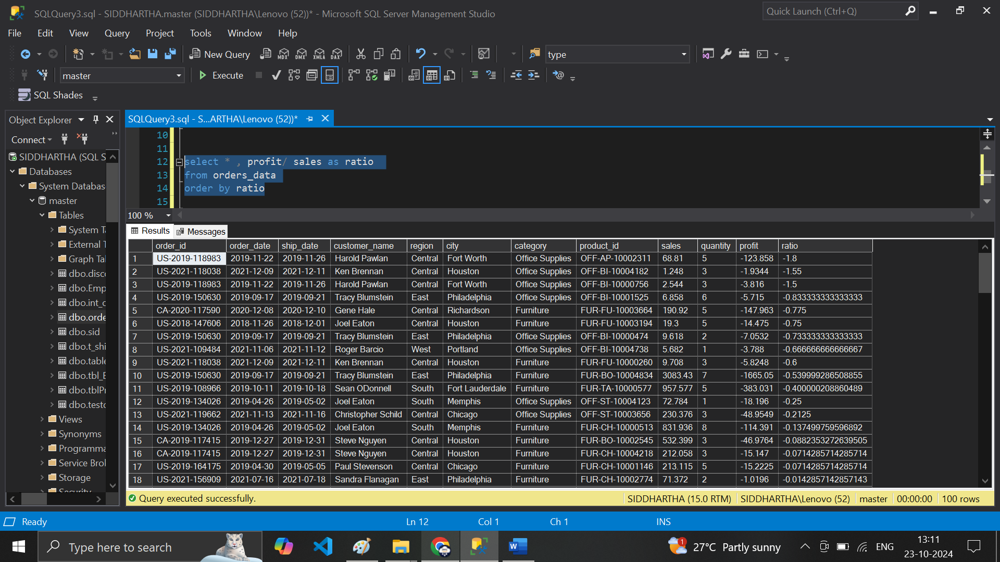 SQLQuery3.sql - SIDDHARTHA.master (SIDDHARTHA\Lenovo (52))* - Microsoft SQL Server Management Studio
Quick Launch (Ctrl+Q)
File Edit View Query Project Tools Window Help
New Query MDX DMX XMLA DAX type
master Execute
SQL Shades
Object Explorer
SQLQuery3.sql - S...ARTHA\Lenovo (52))*
Connect
SIDDHARTHA (SQL S
Databases
System Databas
master
Tables
System Ta
External T
Graph Tal
dbo.disco
dbo.Emp
dbo.int_c
dbo.orde
dbo.sid
dbo.t_shi
dbo.table
dbo.tbl_E
dbo.tblPr
dbo.testc
Views
Synonyms
Programma
Service Brol
Storage
Security
10
11
12 select * , profit/ sales as ratio
13 from orders_data
14 order by ratio
15
100 %
Results Messages
order_id order_date ship_date customer_name region city category product_id sales quantity profit ratio
1 US-2019-118983 2019-11-22 2019-11-26 Harold Pawlan Central Fort Worth Office Supplies OFF-AP-10002311 68.81 5 -123.858 -1.8
2 US-2021-118038 2021-12-09 2021-12-11 Ken Brennan Central Houston Office Supplies OFF-BI-10004182 1.248 3 -1.9344 -1.55
3 US-2019-118983 2019-11-22 2019-11-26 Harold Pawlan Central Fort Worth Office Supplies OFF-BI-10000756 2.544 3 -3.816 -1.5
4 US-2019-150630 2019-09-17 2019-09-21 Tracy Blumstein East Philadelphia Office Supplies OFF-BI-10001525 6.858 6 -5.715 -0.833333333333333
5 CA-2020-117590 2020-12-08 2020-12-10 Gene Hale Central Richardson Furniture FUR-FU-10003664 190.92 5 -147.963 -0.775
6 US-2018-147606 2018-11-26 2018-12-01 Joel Eaton Central Houston Furniture FUR-FU-10003194 19.3 5 -14.475 -0.75
7 US-2019-150630 2019-09-17 2019-09-21 Tracy Blumstein East Philadelphia Office Supplies OFF-BI-10000474 9.618 2 -7.0532 -0.733333333333333
8 US-2021-109484 2021-11-06 2021-11-12 Roger Barcio West Portland Office Supplies OFF-BI-10004738 5.682 1 -3.788 -0.666666666666667
9 US-2021-118038 2021-12-09 2021-12-11 Ken Brennan Central Houston Furniture FUR-FU-10000260 9.708 3 -5.8248 -0.6
10 US-2019-150630 2019-09-17 2019-09-21 Tracy Blumstein East Philadelphia Furniture FUR-BO-10004834 3083.43 7 -1665.05 -0.539999286508855
11 US-2019-108966 2019-10-11 2019-10-18 Sean ODonnell South Fort Lauderdale Furniture FUR-TA-10000577 957.577 5 -383.031 -0.400000208860489
12 US-2019-134026 2019-04-26 2019-05-02 Joel Eaton South Memphis Office Supplies OFF-ST-10004123 72.784 1 -18.196 -0.25
13 US-2021-119662 2021-11-13 2021-11-16 Christopher Schild Central Chicago Office Supplies OFF-ST-10003656 230.376 3 -48.9549 -0.2125
14 US-2019-134026 2019-04-26 2019-05-02 Joel Eaton South Memphis Furniture FUR-CH-10000513 831.936 8 -114.391 -0.137499759596892
15 CA-2019-117415 2019-12-27 2019-12-31 Steve Nguyen Central Houston Furniture FUR-BO-10002545 532.399 3 -46.9764 -0.0882353272639505
16 CA-2019-117415 2019-12-27 2019-12-31 Steve Nguyen Central Houston Furniture FUR-CH-10004218 212.058 3 -15.147 -0.0714285714285714
17 US-2019-164175 2019-04-30 2019-05-05 Paul Stevenson Central Chicago Furniture FUR-CH-10001146 213.115 5 -15.2225 -0.0714285714285714
18 US-2021-156909 2021-07-16 2021-07-18 Sandra Flanagan East Philadelphia Furniture FUR-CH-10002774 71.372 2 -1.0196 -0.0142857142857143
Query executed successfully. SIDDHARTHA (15.0 RTM) SIDDHARTHA\Lenovo (52) master 00:00:00 100 rows
Ready Ln 12 Col 1 Ch 1 INS
Type here to search W 1 27°C Partly sunny ENG 13:11
23-10-2024